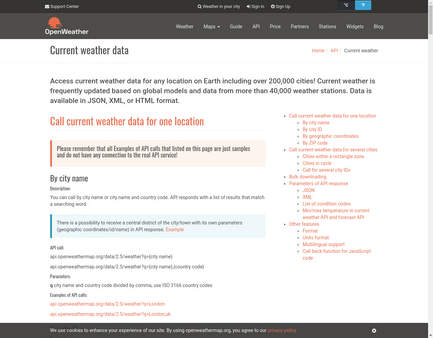 Support Center
Weather in your city Sign In Sign Up
°C °F
OpenWeather
Weather Maps Guide API Price Partners Stations Widgets Blog
Current weather data
Home / API / Current weather
Access current weather data for any location on Earth including over 200,000 cities! Current weather is
frequently updated based on global models and data from more than 40,000 weather stations. Data is
available in JSON, XML, or HTML format.
Call current weather data for one location
Please remember that all Examples of API calls that listed on this page are just samples
and do not have any connection to the real API service!
By city name
Description:
You can call by city name or city name and country code. API responds with a list of results that match
a searching word.
There is a possibility to receive a central district of the city/town with its own parameters
(geographic coordinates/id/name) in API response. Example
API call:
api.openweathermap.org/data/2.5/weather?q={city name}
api.openweathermap.org/data/2.5/weather?q={city name},{country code}
Parameters:
q city name and country code divided by comma, use ISO 3166 country codes
Examples of API calls:
api.openweathermap.org/data/2.5/weather?q=London
api.openweathermap.org/data/2.5/weather?q=London,uk
Call current weather data for one location
By city name
By city ID
By geographic coordinates
By ZIP code
Call current weather data for several cities
Cities within a rectangle zone
Cities in circle
Call for several city IDs
Bulk downloading
Parameters of API response
JSON
XML
List of condition codes
Min/max temperature in current
weather API and forecast API
Other features
Format
Units format
Multilingual support
Call back function for JavaScript
code
We use cookies to enhance your experience of our site. By using openweathermap.org, you agree to our privacy policy.